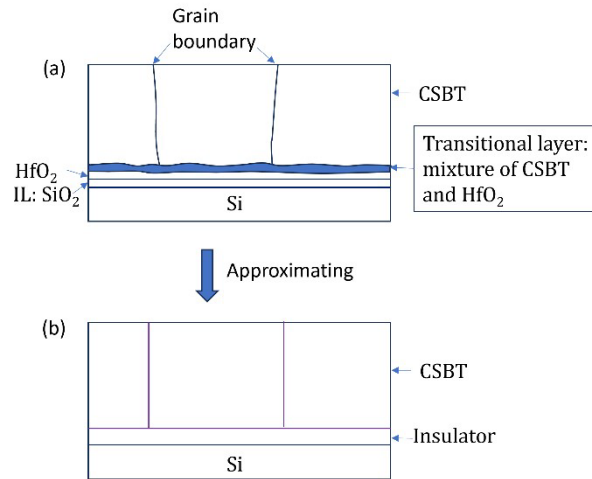 Grain
boundary
(a)
CSBT
Transitional layer:
mixture of CSBT
and HfO₂
HfO₂
IL: SiO₂
Si
Approximating
(b)
CSBT
Insulator
Si